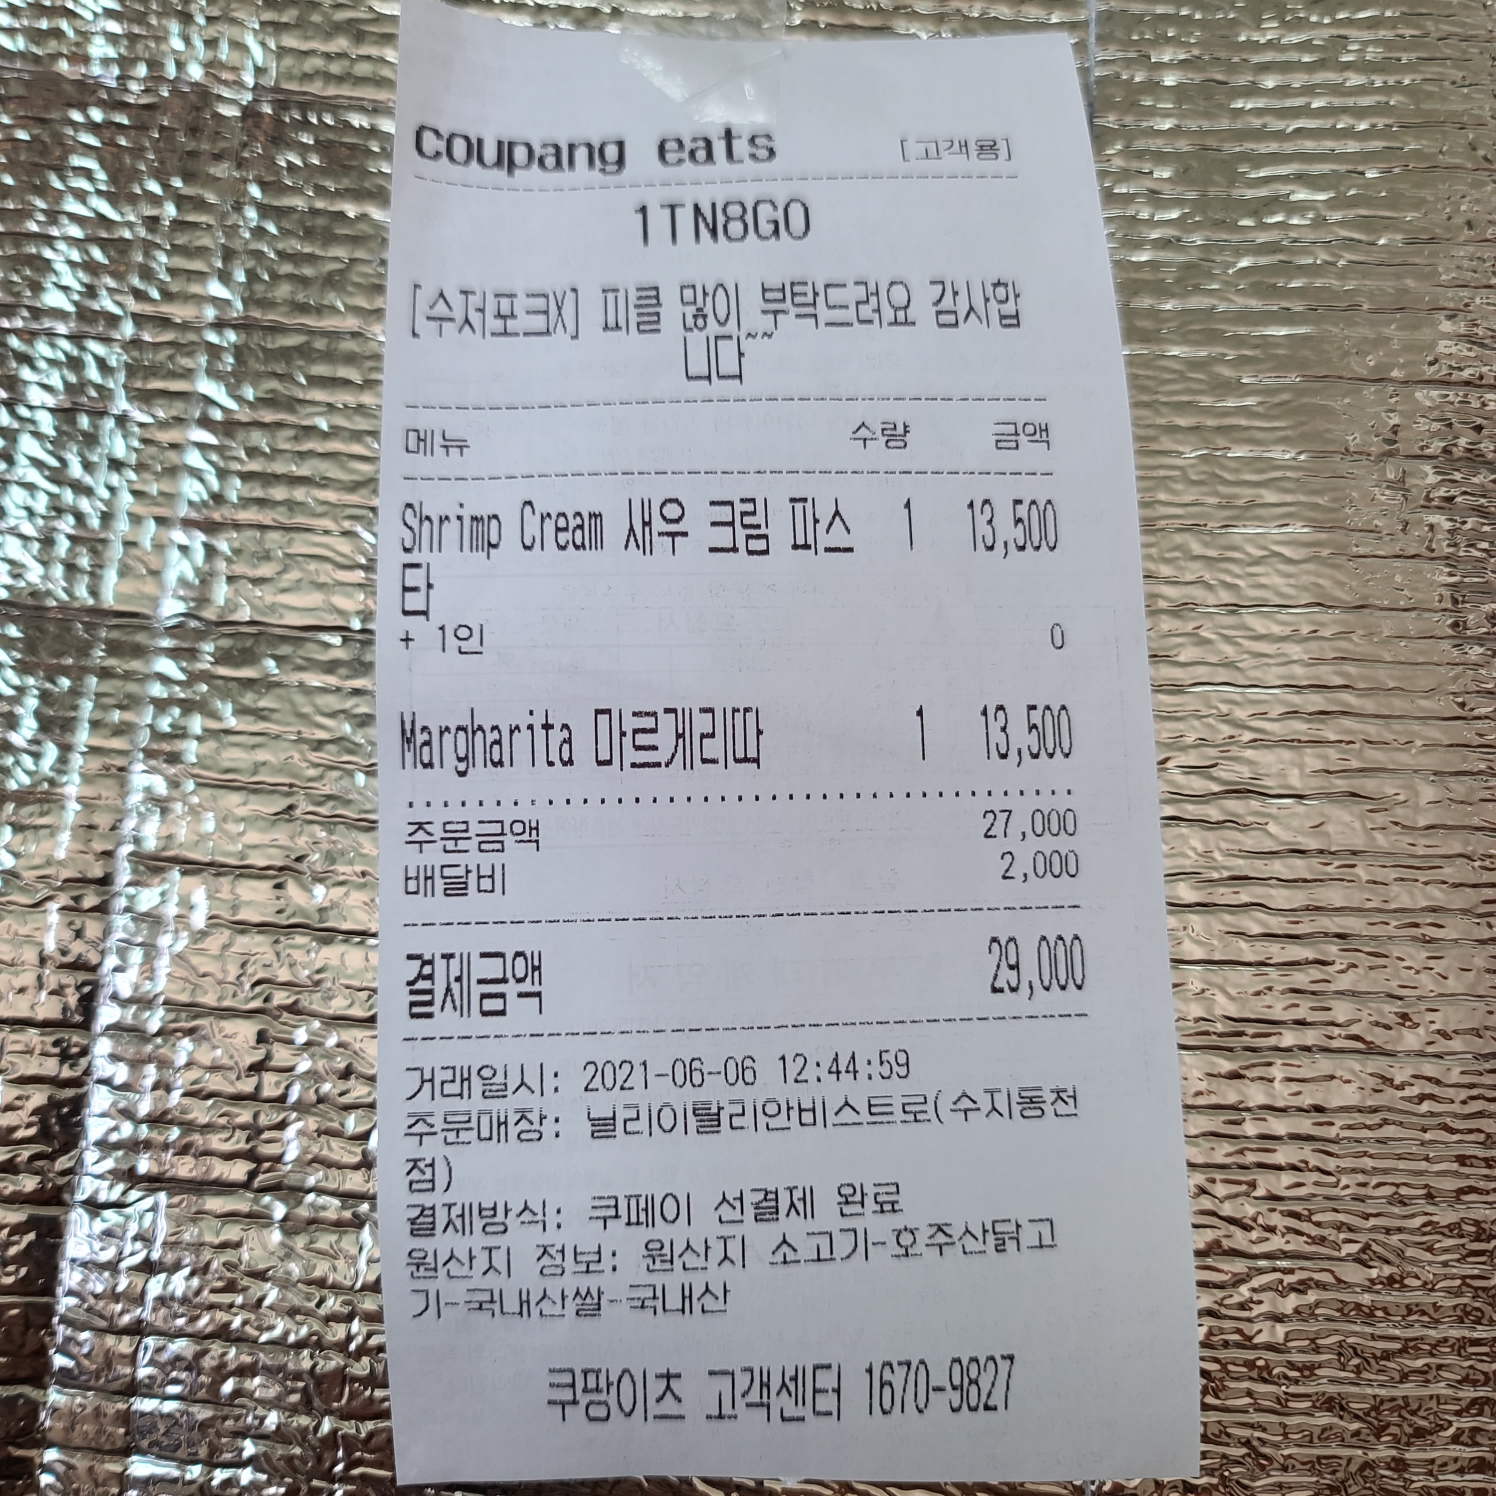 Coupang eats [고객용]
1TN8GO
[수저포크X] 피클 많이 부탁드려요 감사합
니다~~
메뉴 수량 금액
Shrimp Cream 새우 크림 파스 1 13,500
타
+ 1인 0
Margharita 마르게리따 1 13,500
주문금액 27,000
배달비 2,000
결제금액 29,000
거래일시: 2021-06-06 12:44:59
주문매장: 닐리이탈리안비스트로(수지동천
점)
결제방식: 쿠페이 선결제 완료
원산지 정보: 원산지 소고기-호주산닭고
기-국내산쌀-국내산
쿠팡이츠 고객센터 1670-9827